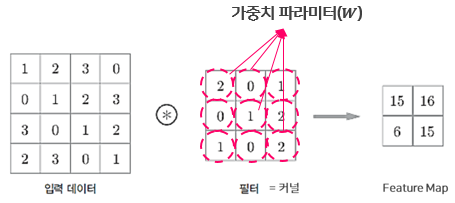 가중치 파라미터(W)
1 2 3 0
0 1 2 3
3 0 1 2
2 3 0 1
2 0 1
0 1 2
1 0 2
15 16
6 15
입력 데이터
필터 = 커널
Feature Map